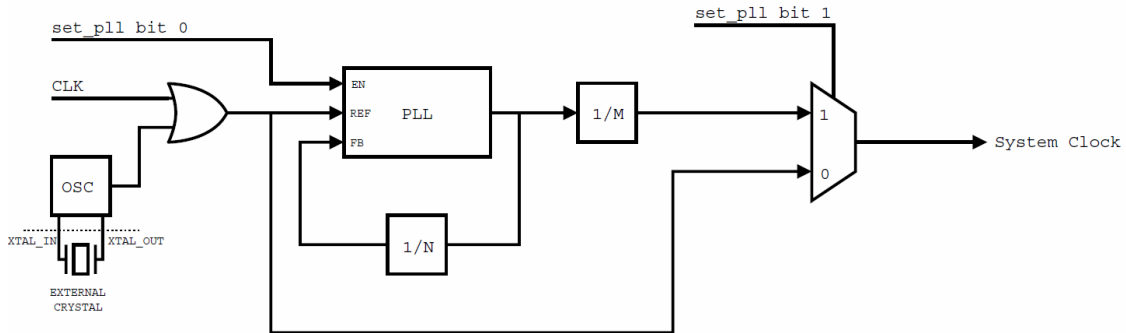 set_pll bit 0
set_pll bit 1
CLK
EN
REF
PLL
FB
1/M
1
0
System Clock
OSC
1/N
XTAL_IN
XTAL_OUT
EXTERNAL
CRYSTAL